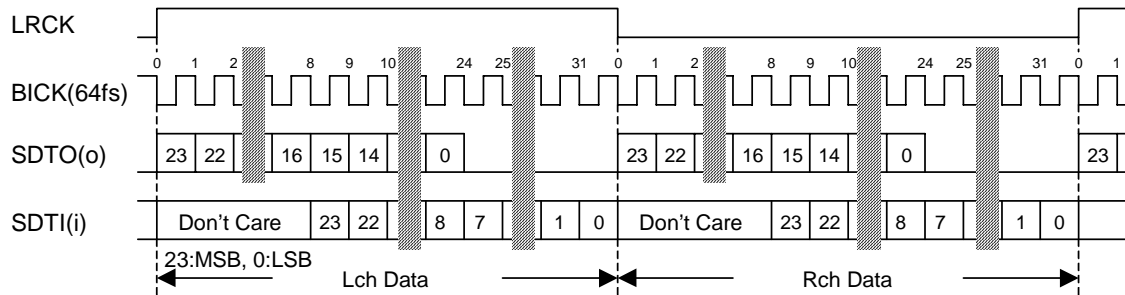 LRCK
0 1 2 8 9 10 24 25 31 0 1 2 8 9 10 24 25 31 0 1
BICK(64fs)
SDTO(o) 23 22 16 15 14 0 23 22 16 15 14 0 23
SDTI(i) Don't Care 23 22 8 7 1 0 Don't Care 23 22 8 7 1 0
23:MSB, 0:LSB
Lch Data Rch Data